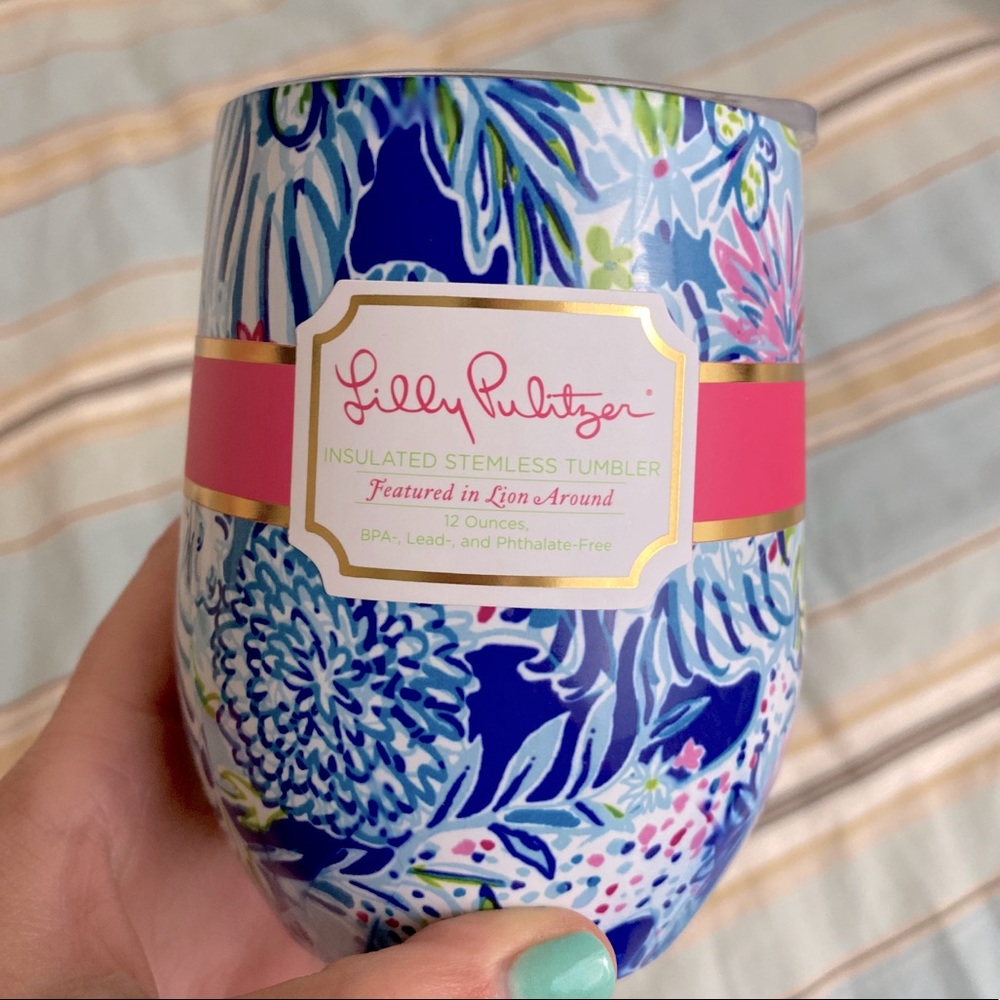 Lilly Pulitzer®
INSULATED STEMLESS TUMBLER
Featured in Lion Around
12 Ounces,
BPA-, Lead-, and Phthalate-Free